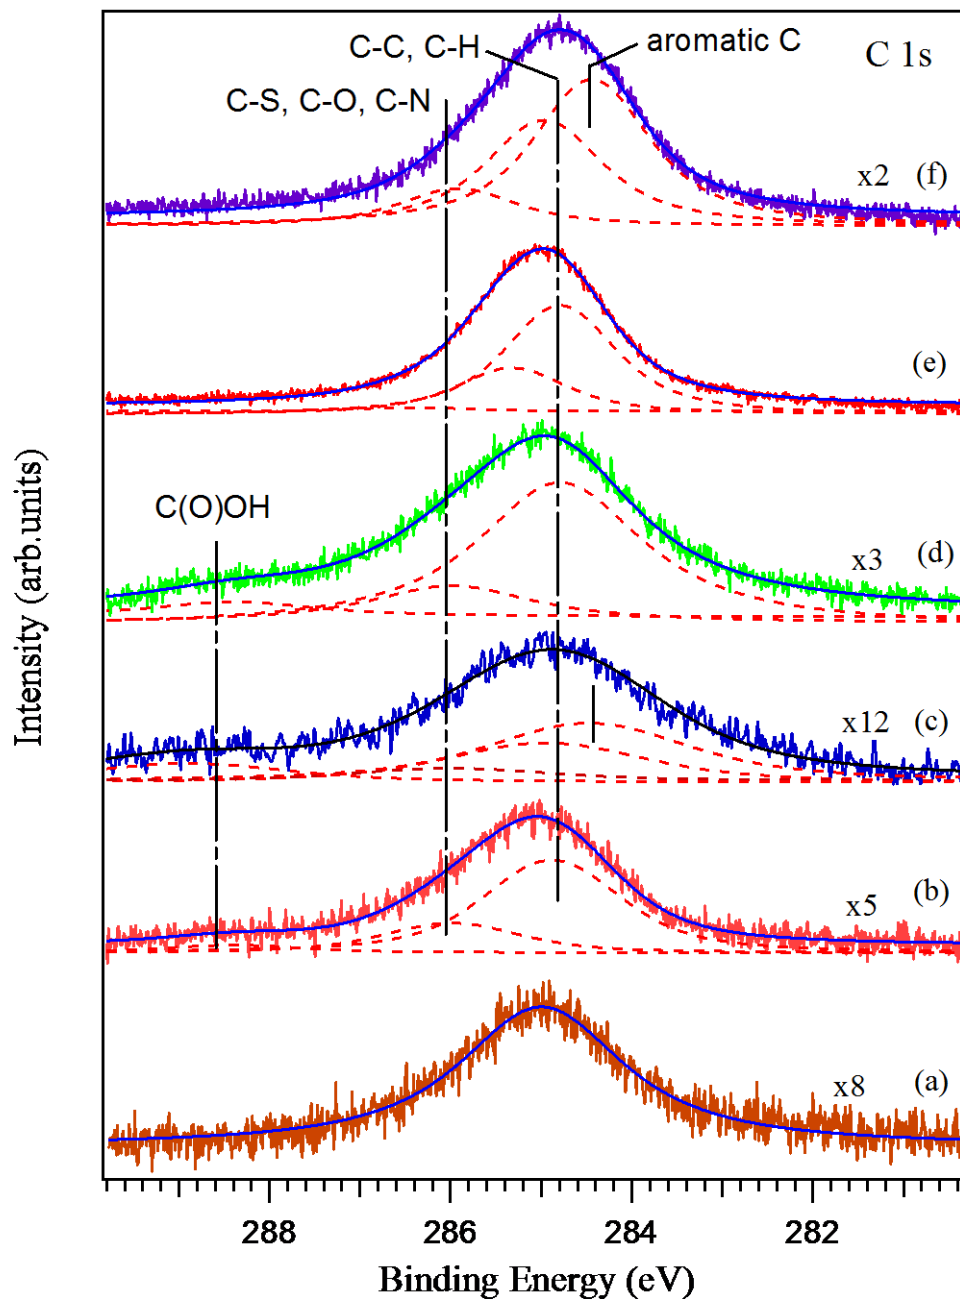 aromatic C
C-C, C-H
C 1s
C-S, C-O, C-N
x2 (f)
(e)
C(O)OH
x3 (d)
x12 (c)
x5 (b)
x8 (a)
Intensity (arb.units)
288 286 284 282
Binding Energy (eV)